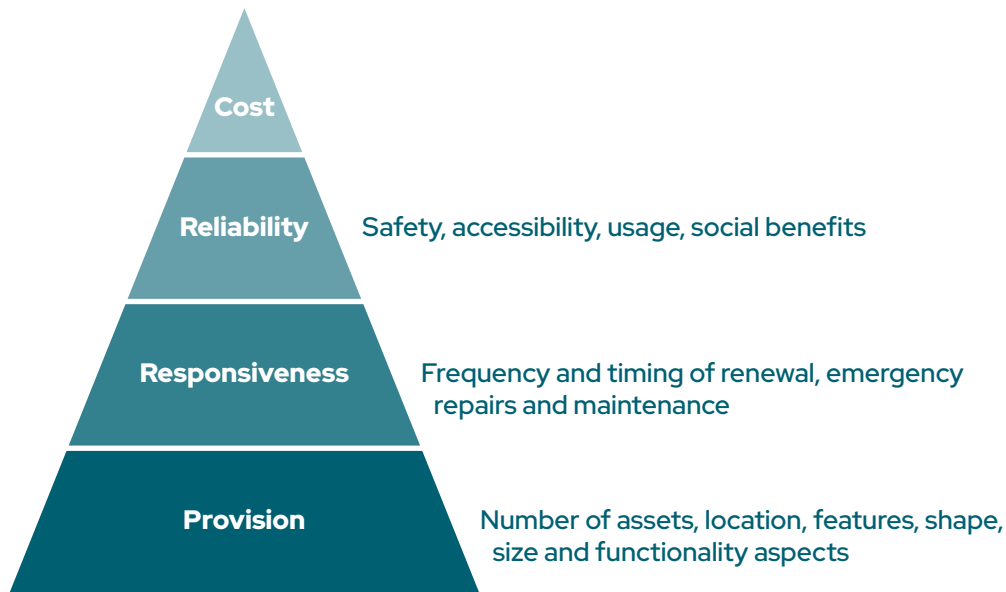 Cost
Reliability
Safety, accessibility, usage, social benefits
Responsiveness
Frequency and timing of renewal, emergency
repairs and maintenance
Provision
Number of assets, location, features, shape,
size and functionality aspects